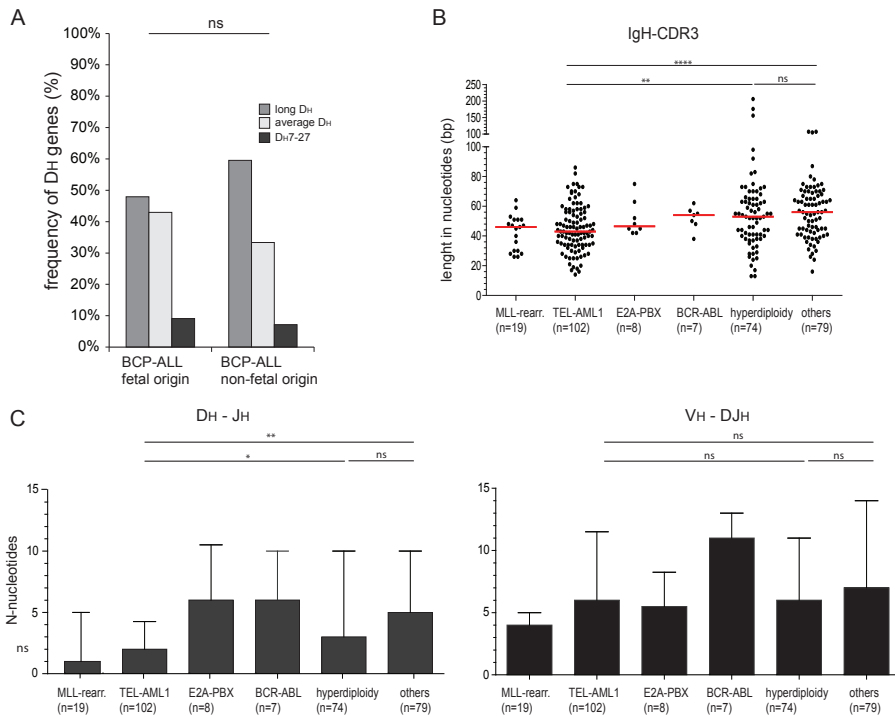 A
ns
100%
90%
80%
70%
60%
50%
40%
30%
20%
10%
0%
frequency of DH genes (%)
long DH
average DH
DH7-27
BCP-ALL
fetal origin
BCP-ALL
non-fetal origin
B
IgH-CDR3
****
**
ns
250
200
150
100
100
80
60
40
20
0
lenght in nucleotides (bp)
MLL-rearr. TEL-AML1 E2A-PBX BCR-ABL hyperdiploidy others
(n=19) (n=102) (n=8) (n=7) (n=74) (n=79)
C
DH - JH
**
*
ns
15
10
5
0
N-nucleotides
ns
MLL-rearr. TEL-AML1 E2A-PBX BCR-ABL hyperdiploidy others
(n=19) (n=102) (n=8) (n=7) (n=74) (n=79)
VH - DJH
ns
ns
ns
15
10
5
0
MLL-rearr. TEL-AML1 E2A-PBX BCR-ABL hyperdiploidy others
(n=19) (n=102) (n=8) (n=7) (n=74) (n=79)